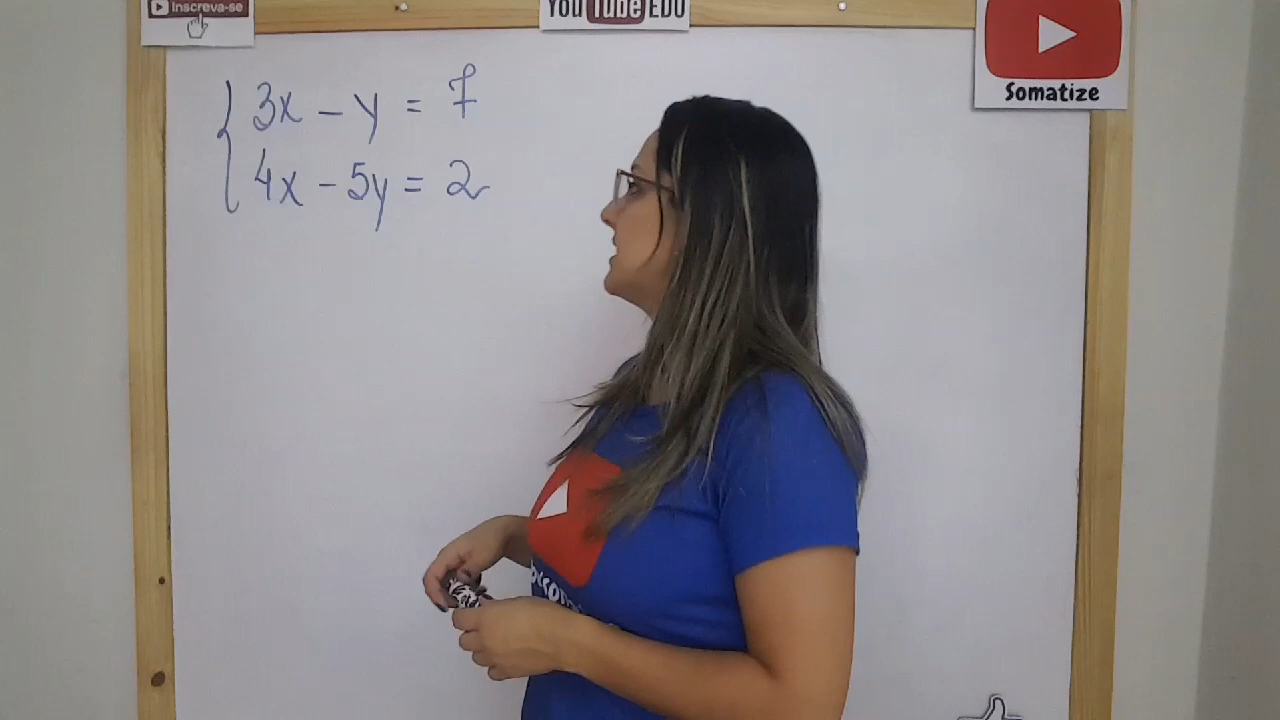 Inscreva-se
YouTube EDU
Somatize
3x - y = 7
4x - 5y = 2